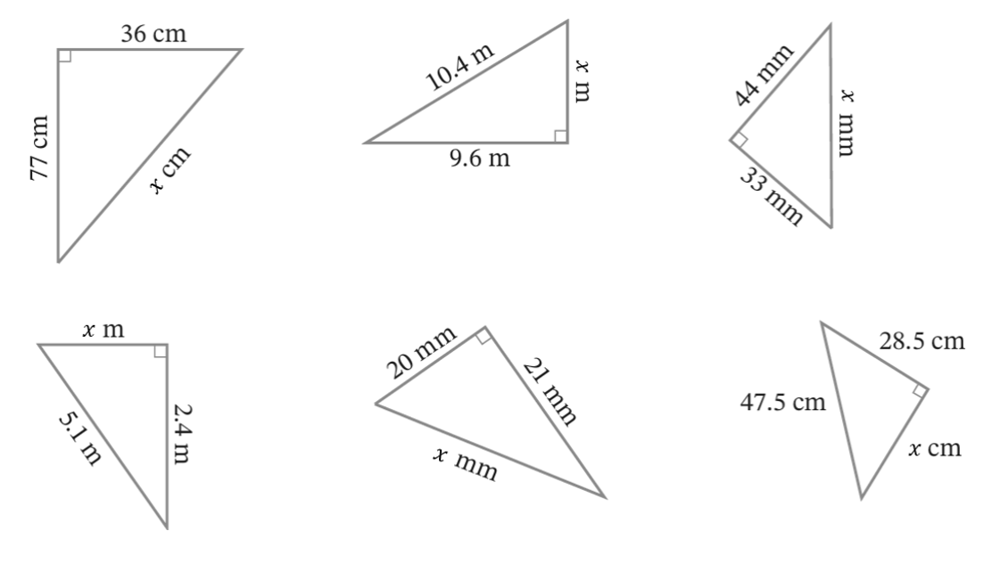 36 cm
77 cm
x cm
10.4 m
x m
9.6 m
44 mm
x mm
33 mm
x m
5.1 m
2.4 m
20 mm
21 mm
x mm
28.5 cm
47.5 cm
x cm